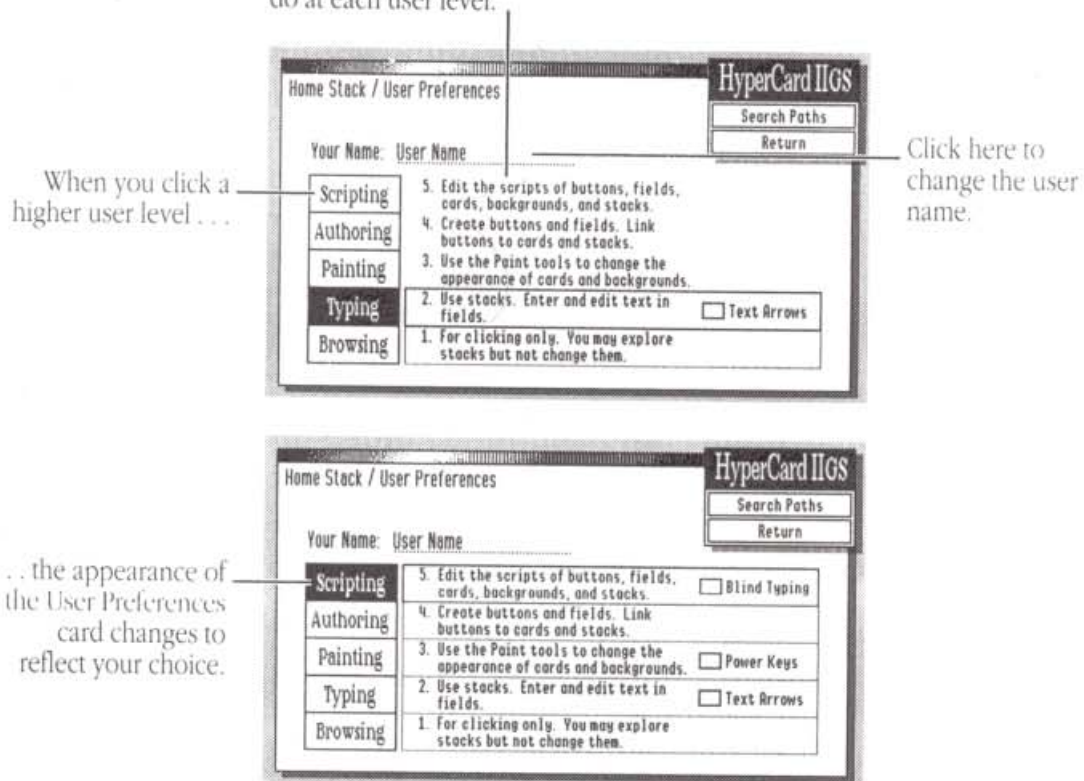 do at each user level.
Home Stack / User Preferences
HyperCard IIGS
Search Paths
Return
Your Name: User Name
Click here to
change the user
name.
When you click a
higher user level . . .
Scripting
5. Edit the scripts of buttons, fields,
cards, backgrounds, and stacks.
Authoring
4. Create buttons and fields. Link
buttons to cards and stacks.
Painting
3. Use the Paint tools to change the
appearance of cards and backgrounds.
Typing
2. Use stacks. Enter and edit text in
fields.
Text Arrows
Browsing
1. For clicking only. You may explore
stacks but not change them.
Home Stack / User Preferences
HyperCard IIGS
Search Paths
Return
Your Name: User Name
. . the appearance of
the User Preferences
card changes to
reflect your choice.
Scripting
5. Edit the scripts of buttons, fields,
cards, backgrounds, and stacks.
Blind Typing
Authoring
4. Create buttons and fields. Link
buttons to cards and stacks.
Painting
3. Use the Paint tools to change the
appearance of cards and backgrounds.
Power Keys
Typing
2. Use stacks. Enter and edit text in
fields.
Text Arrows
Browsing
1. For clicking only. You may explore
stacks but not change them.